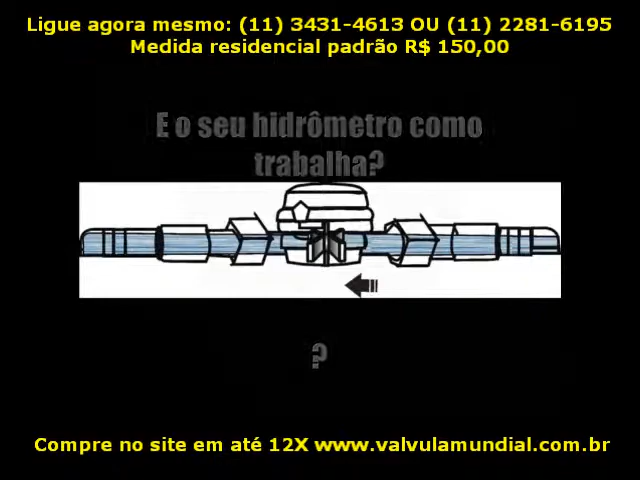 Ligue agora mesmo: (11) 3431-4613 OU (11) 2281-6195
Medida residencial padrão R$ 150,00
E o seu hidrômetro como
trabalha?
?
Compre no site em até 12X www.valvulamundial.com.br